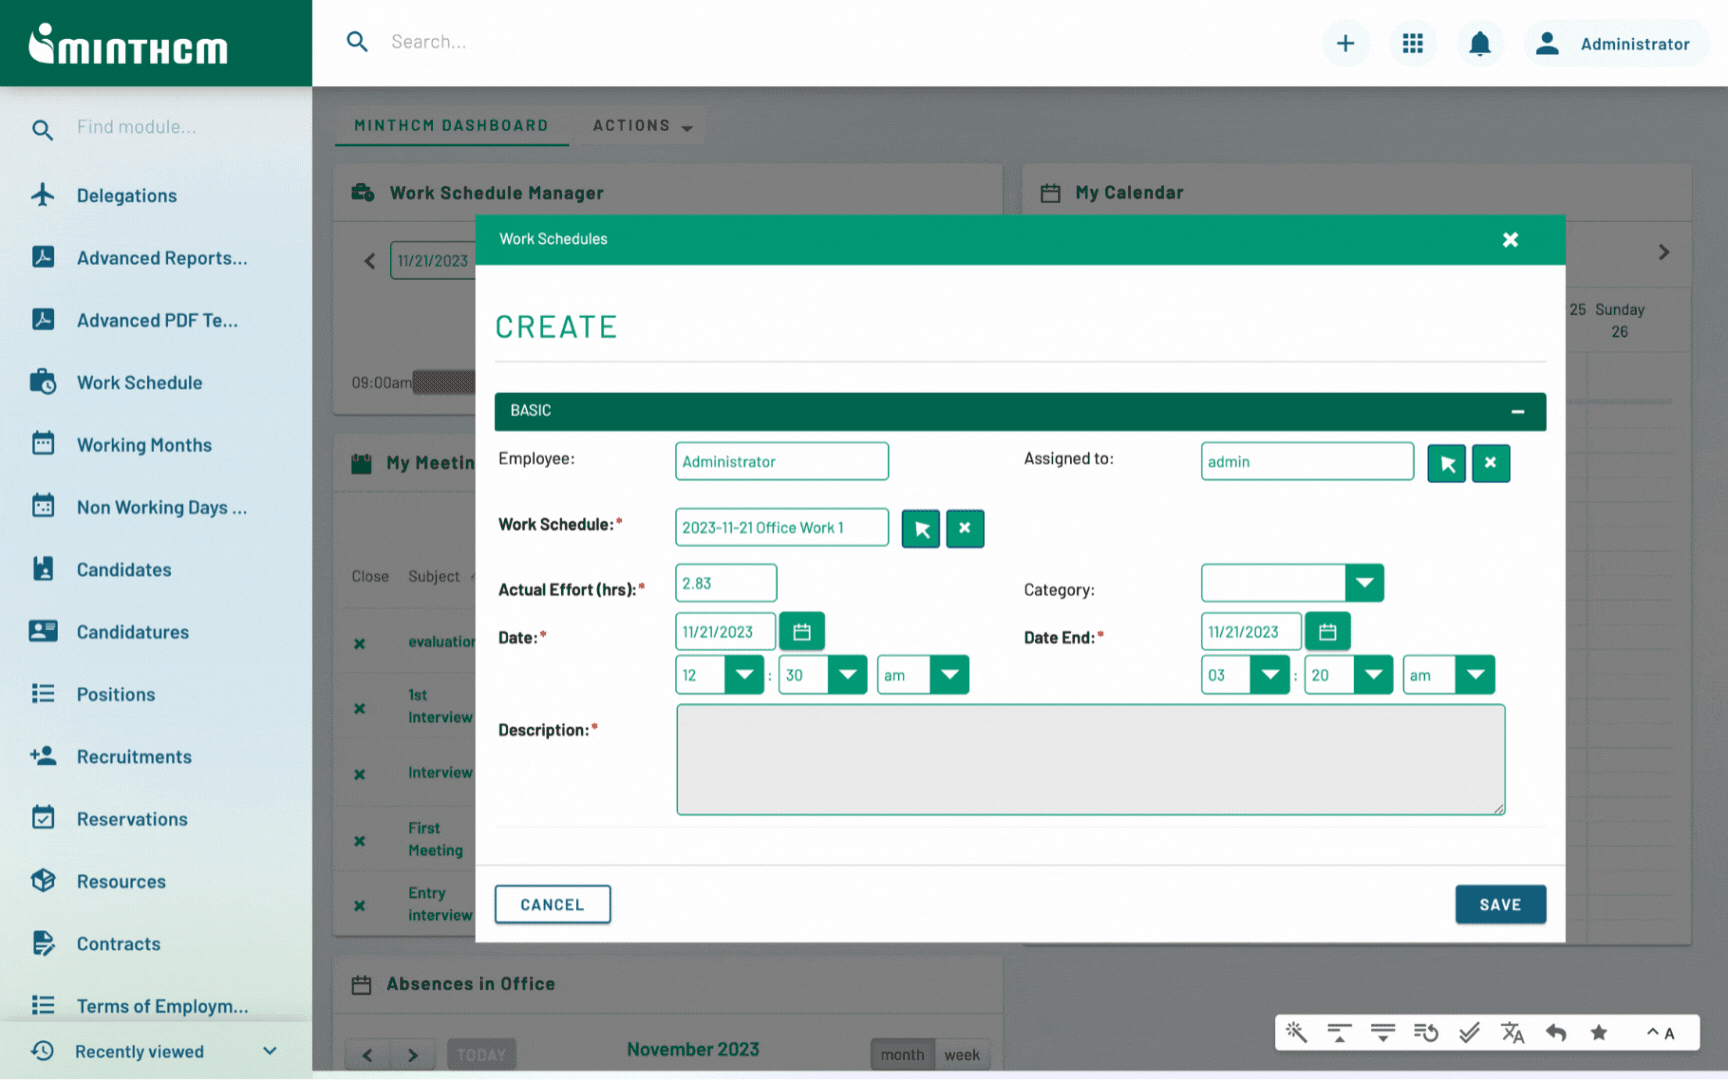 MINTHCM
Search...
Administrator
Find module...
Delegations
Advanced Reports...
Advanced PDF Te...
Work Schedule
Working Months
Non Working Days ...
Candidates
Candidatures
Positions
Recruitments
Reservations
Resources
Contracts
Terms of Employm...
Recently viewed
MINTHCM DASHBOARD
ACTIONS
Work Schedule Manager
11/21/2023
09:00am
My Calendar
25 Sunday
26
My Meetin
Close Subject
evaluation
1st
Interview
Interview
First
Meeting
Entry
interview
Absences in Office
TODAY
November 2023
month week
Work Schedules
CREATE
BASIC
Employee: Administrator
Assigned to: admin
Work Schedule:* 2023-11-21 Office Work 1
Actual Effort (hrs):* 2.83
Category:
Date:* 11/21/2023
12 : 30 am
Date End:* 11/21/2023
03 : 20 am
Description:*
CANCEL
SAVE
A